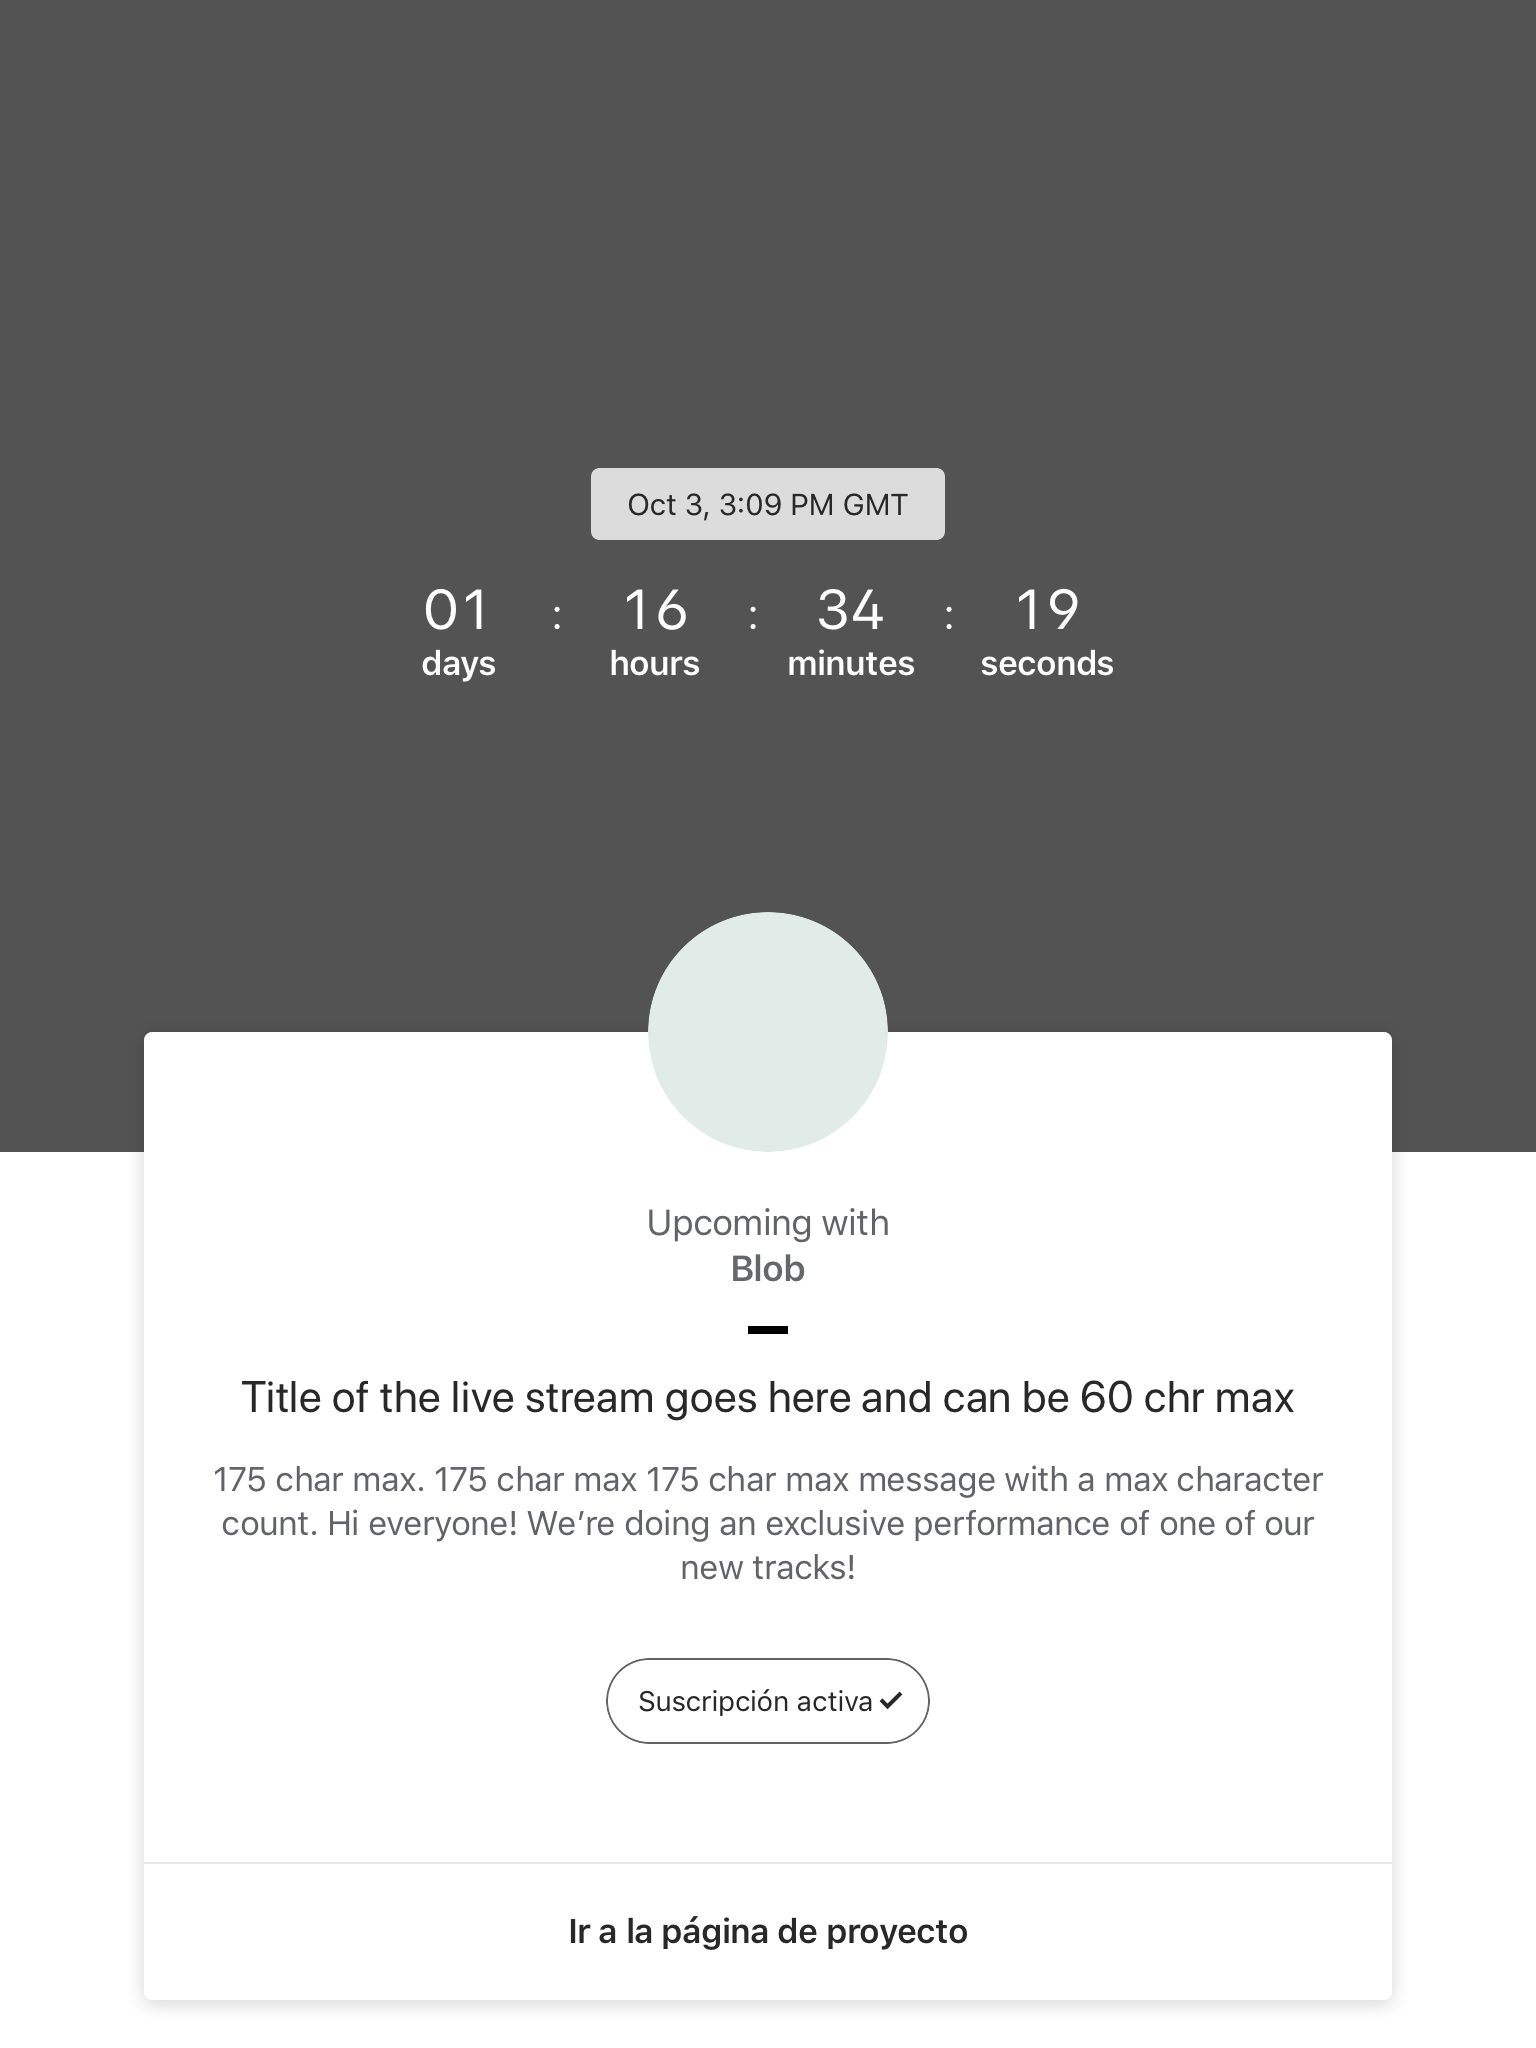 Oct 3, 3:09 PM GMT
01 : 16 : 34 : 19
days hours minutes seconds
Upcoming with
Blob
Title of the live stream goes here and can be 60 chr max
175 char max. 175 char max 175 char max message with a max character
count. Hi everyone! We’re doing an exclusive performance of one of our
new tracks!
Suscripción activa
Ir a la página de proyecto